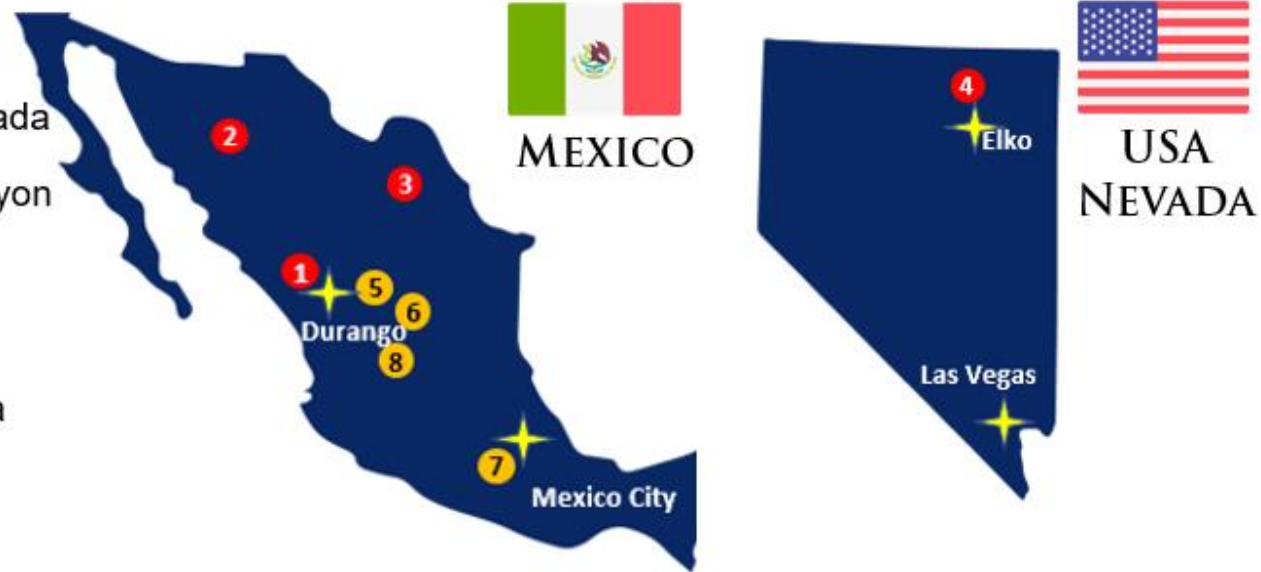 ada
yon
a
MEXICO
2
3
1
5
6
Durango
8
7
Mexico City
4
Elko
Las Vegas
USA
NEVADA